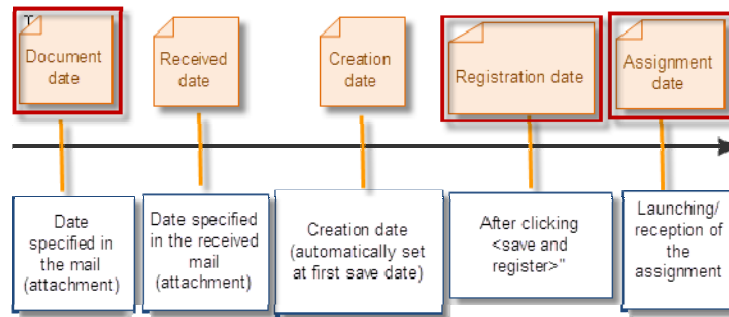 T
Document
date
Received
date
Creation
date
Registration date
Assignment
date
Date
specified in
the mail
(attachment)
Date specified
in the received
mail
(attachment)
Creation date
(automatically set
at first save date)
After clicking
<save and
register>"
Launching/
reception of
the
assignment